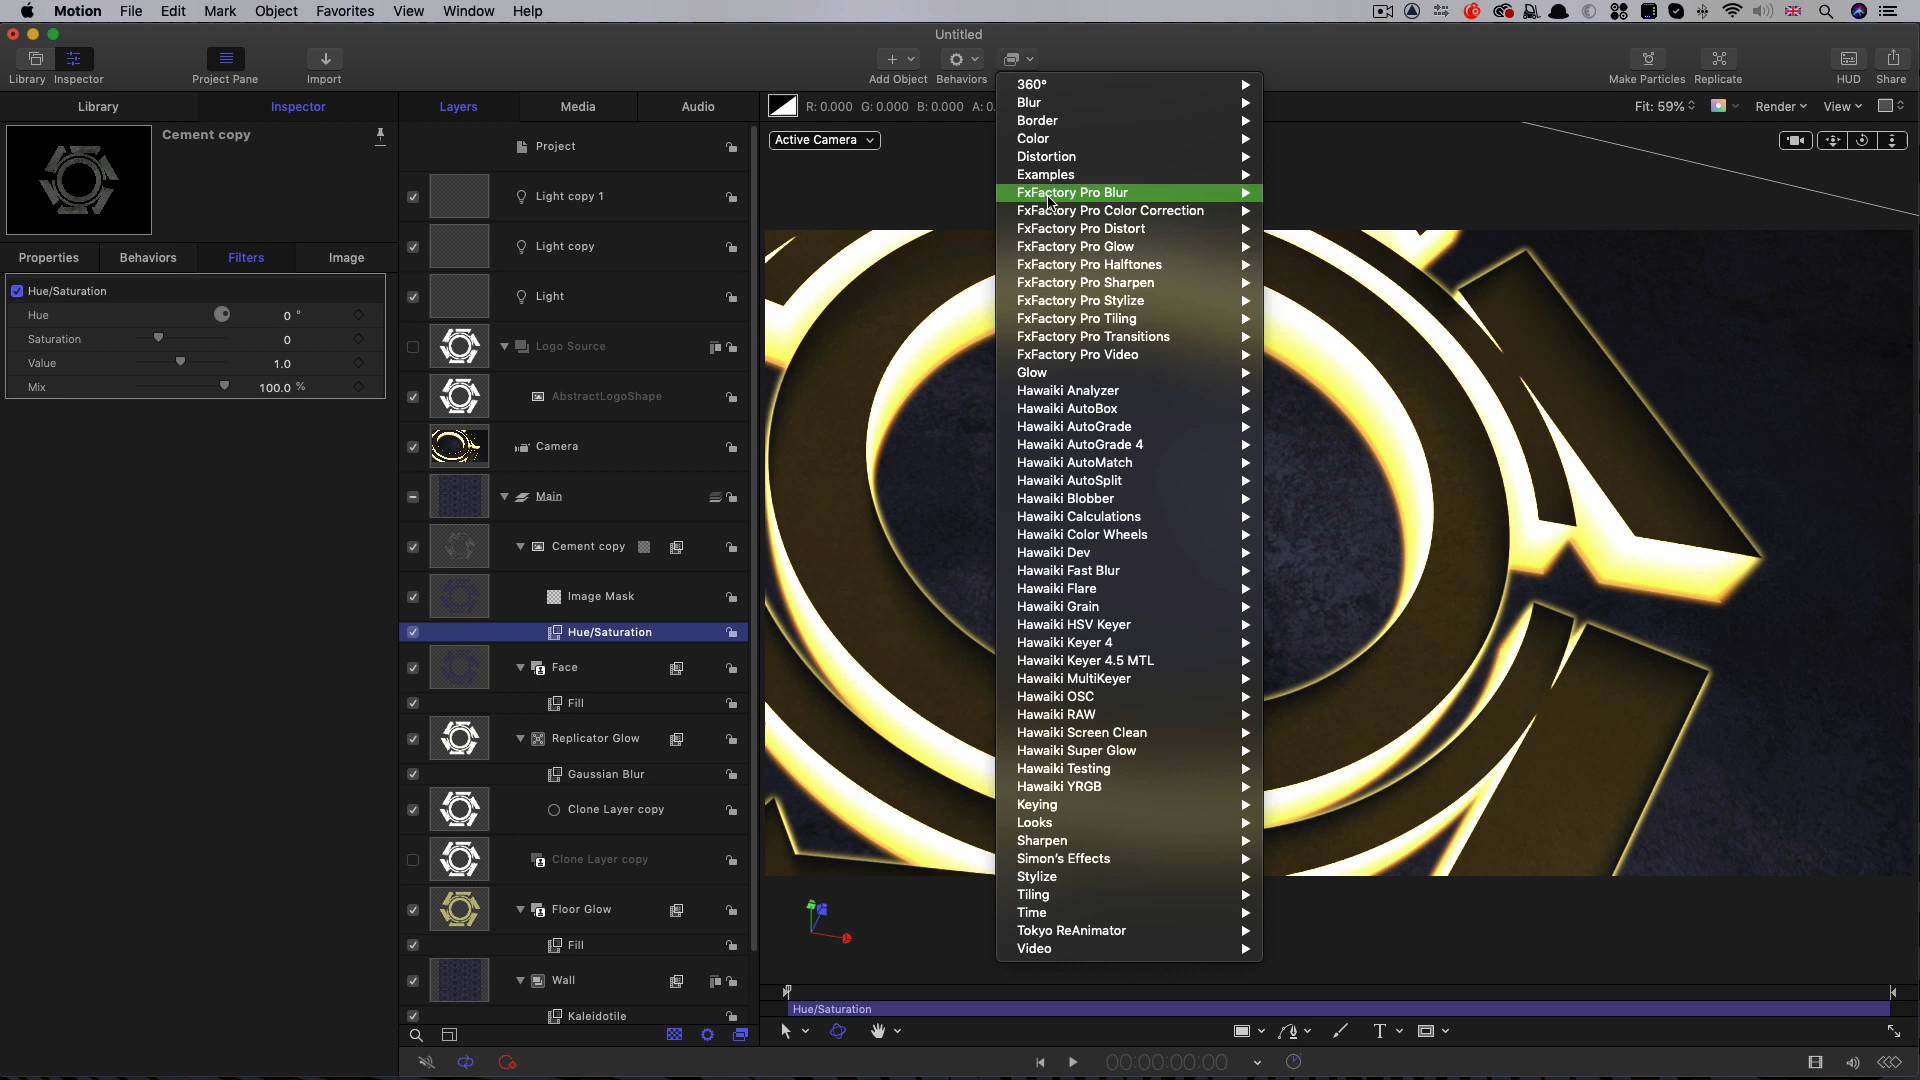 Motion File Edit Mark Object Favorites View Window Help
Untitled
Library Inspector
Project Pane
Import
Add Object Behaviors
Make Particles Replicate
HUD Share
Library Inspector
Layers Media Audio
R: 0.000 G: 0.000 B: 0.000 A: 0.
Fit: 59% Render View
Cement copy
Active Camera
Properties Behaviors Filters Image
Hue/Saturation
Hue 0 °
Saturation 0
Value 1.0
Mix 100.0 %
Project
Light copy 1
Light copy
Light
Logo Source
AbstractLogoShape
Camera
Main
Cement copy
Image Mask
Hue/Saturation
Face
Fill
Replicator Glow
Gaussian Blur
Clone Layer copy
Clone Layer copy
Floor Glow
Fill
Wall
Kaleidotile
360°
Blur
Border
Color
Distortion
Examples
FxFactory Pro Blur
FxFactory Pro Color Correction
FxFactory Pro Distort
FxFactory Pro Glow
FxFactory Pro Halftones
FxFactory Pro Sharpen
FxFactory Pro Stylize
FxFactory Pro Tiling
FxFactory Pro Transitions
FxFactory Pro Video
Glow
Hawaiki Analyzer
Hawaiki AutoBox
Hawaiki AutoGrade
Hawaiki AutoGrade 4
Hawaiki AutoMatch
Hawaiki AutoSplit
Hawaiki Blobber
Hawaiki Calculations
Hawaiki Color Wheels
Hawaiki Dev
Hawaiki Fast Blur
Hawaiki Flare
Hawaiki Grain
Hawaiki HSV Keyer
Hawaiki Keyer 4
Hawaiki Keyer 4.5 MTL
Hawaiki MultiKeyer
Hawaiki OSC
Hawaiki RAW
Hawaiki Screen Clean
Hawaiki Super Glow
Hawaiki Testing
Hawaiki YRGB
Keying
Looks
Sharpen
Simon's Effects
Stylize
Tiling
Time
Tokyo ReAnimator
Video
Hue/Saturation
T
00:00:00:00